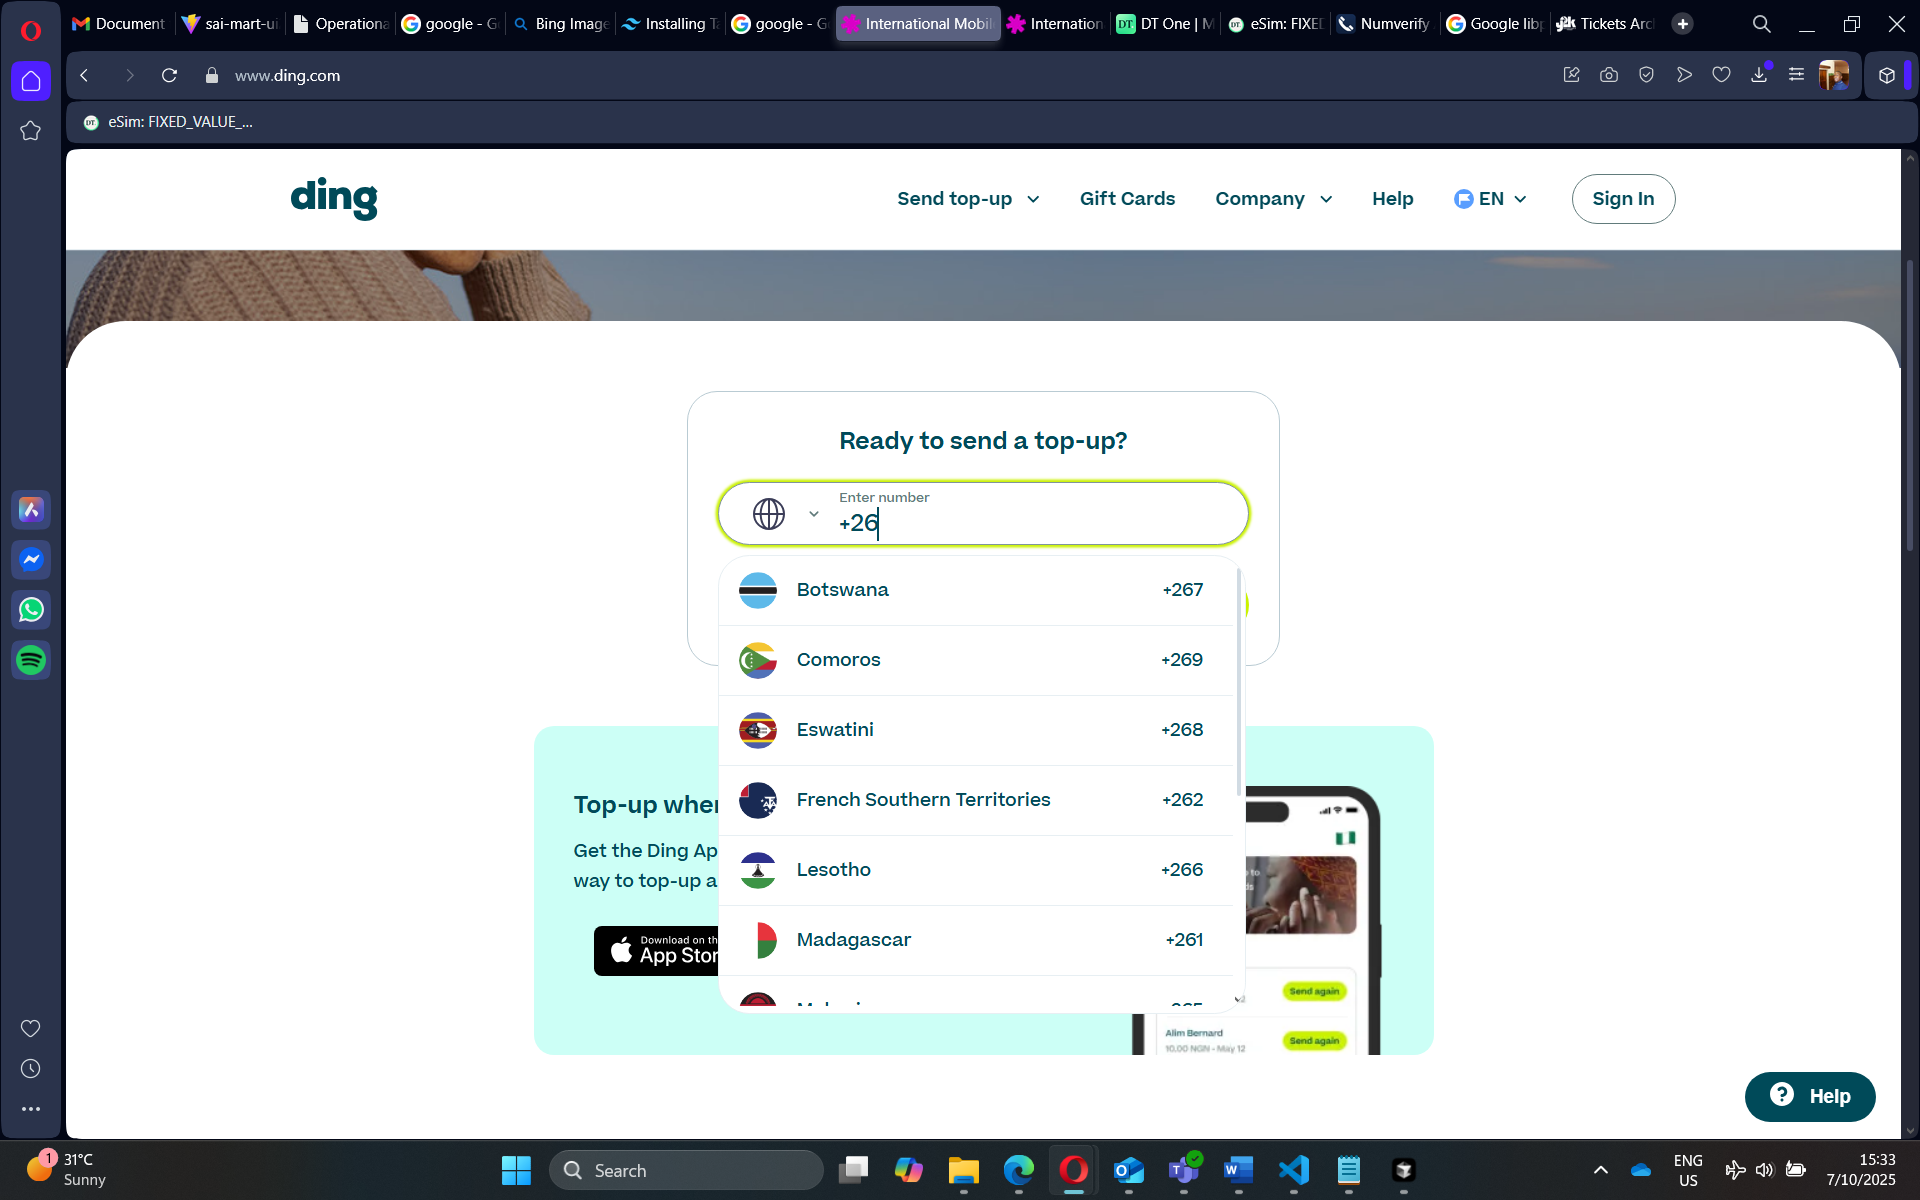 Document
sai-mart-ui
Operationa
google - G
Bing Image
Installing Ta
google - G
International Mobil
Internation
DT One | M
eSim: FIXED
Numverify
Google libp
Tickets Arc
www.ding.com
DT eSim: FIXED_VALUE_...
ding
Send top-up
Gift Cards
Company
Help
EN
Sign In
Ready to send a top-up?
Enter number
+26
Botswana +267
Comoros +269
Eswatini +268
French Southern Territories +262
Lesotho +266
Madagascar +261
Top-up wher
Get the Ding Ap
way to top-up a
Download on th
App Stor
Send again
Alim Bernard
10.00 NGN - May 12
Send again
Help
1
31°C
Sunny
Search
ENG
US
15:33
7/10/2025